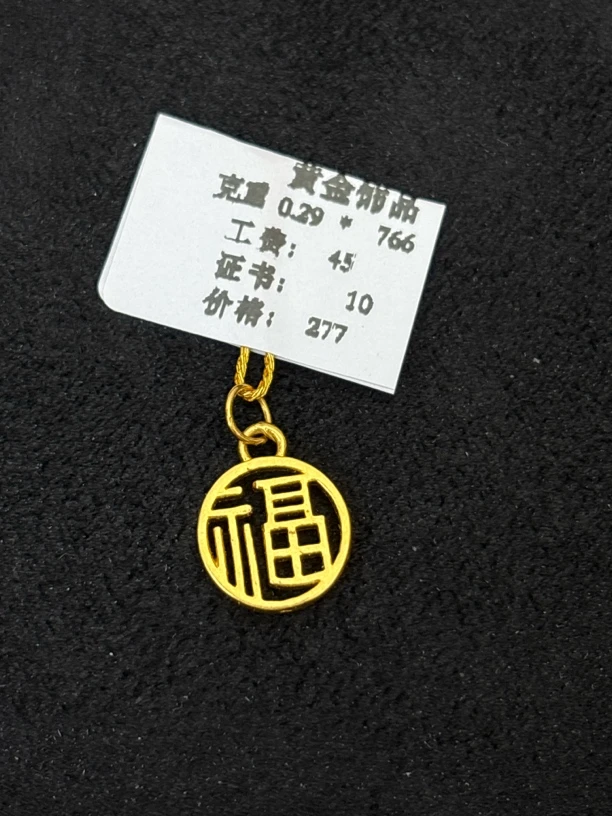 黄金饰品
克重 0.29 * 766
工费: 45
证书: 10
价格: 277
福